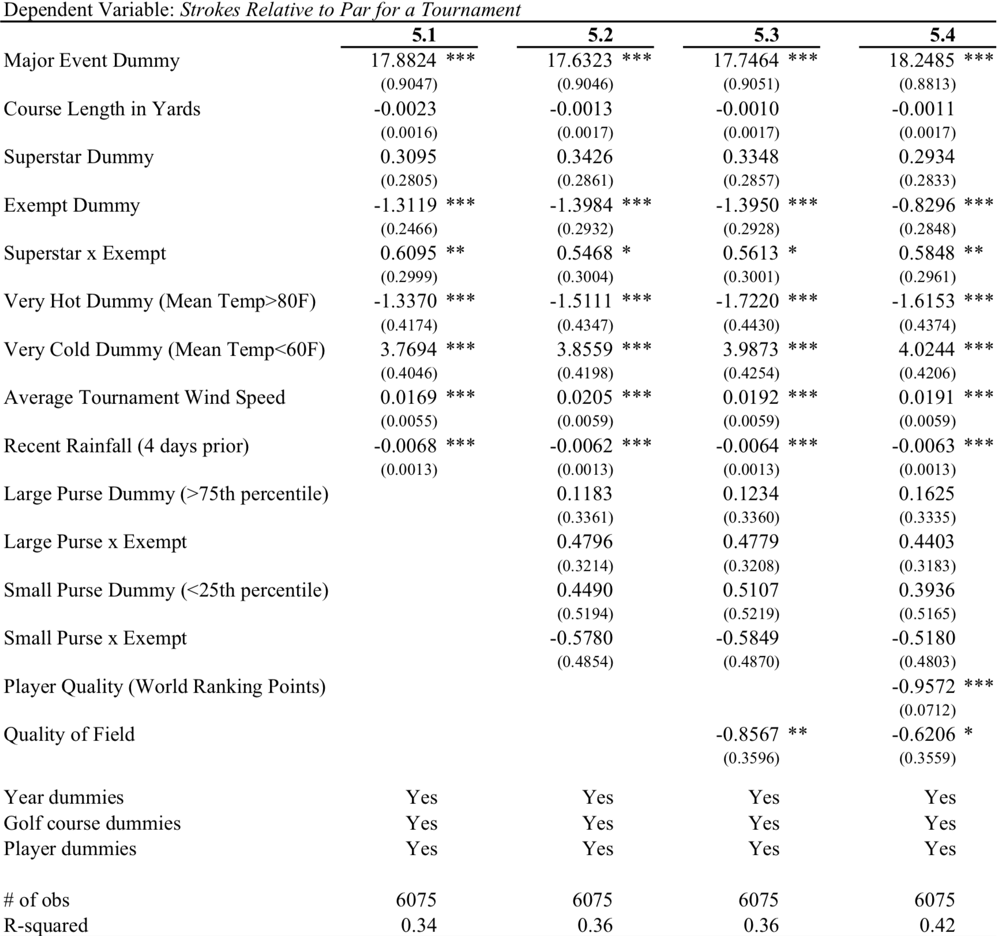 Dependent Variable: Strokes Relative to Par for a Tournament
5.1 5.2 5.3 5.4
Major Event Dummy 17.8824 *** 17.6323 *** 17.7464 *** 18.2485 ***
(0.9047) (0.9046) (0.9051) (0.8813)
Course Length in Yards -0.0023 -0.0013 -0.0010 -0.0011
(0.0016) (0.0017) (0.0017) (0.0017)
Superstar Dummy 0.3095 0.3426 0.3348 0.2934
(0.2805) (0.2861) (0.2857) (0.2833)
Exempt Dummy -1.3119 *** -1.3984 *** -1.3950 *** -0.8296 ***
(0.2466) (0.2932) (0.2928) (0.2848)
Superstar x Exempt 0.6095 ** 0.5468 * 0.5613 * 0.5848 **
(0.2999) (0.3004) (0.3001) (0.2961)
Very Hot Dummy (Mean Temp>80F) -1.3370 *** -1.5111 *** -1.7220 *** -1.6153 ***
(0.4174) (0.4347) (0.4430) (0.4374)
Very Cold Dummy (Mean Temp<60F) 3.7694 *** 3.8559 *** 3.9873 *** 4.0244 ***
(0.4046) (0.4198) (0.4254) (0.4206)
Average Tournament Wind Speed 0.0169 *** 0.0205 *** 0.0192 *** 0.0191 ***
(0.0055) (0.0059) (0.0059) (0.0059)
Recent Rainfall (4 days prior) -0.0068 *** -0.0062 *** -0.0064 *** -0.0063 ***
(0.0013) (0.0013) (0.0013) (0.0013)
Large Purse Dummy (>75th percentile) 0.1183 0.1234 0.1625
(0.3361) (0.3360) (0.3335)
Large Purse x Exempt 0.4796 0.4779 0.4403
(0.3214) (0.3208) (0.3183)
Small Purse Dummy (<25th percentile) 0.4490 0.5107 0.3936
(0.5194) (0.5219) (0.5165)
Small Purse x Exempt -0.5780 -0.5849 -0.5180
(0.4854) (0.4870) (0.4803)
Player Quality (World Ranking Points) -0.9572 ***
(0.0712)
Quality of Field -0.8567 ** -0.6206 *
(0.3596) (0.3559)
Year dummies Yes Yes Yes Yes
Golf course dummies Yes Yes Yes Yes
Player dummies Yes Yes Yes Yes
# of obs 6075 6075 6075 6075
R-squared 0.34 0.36 0.36 0.42